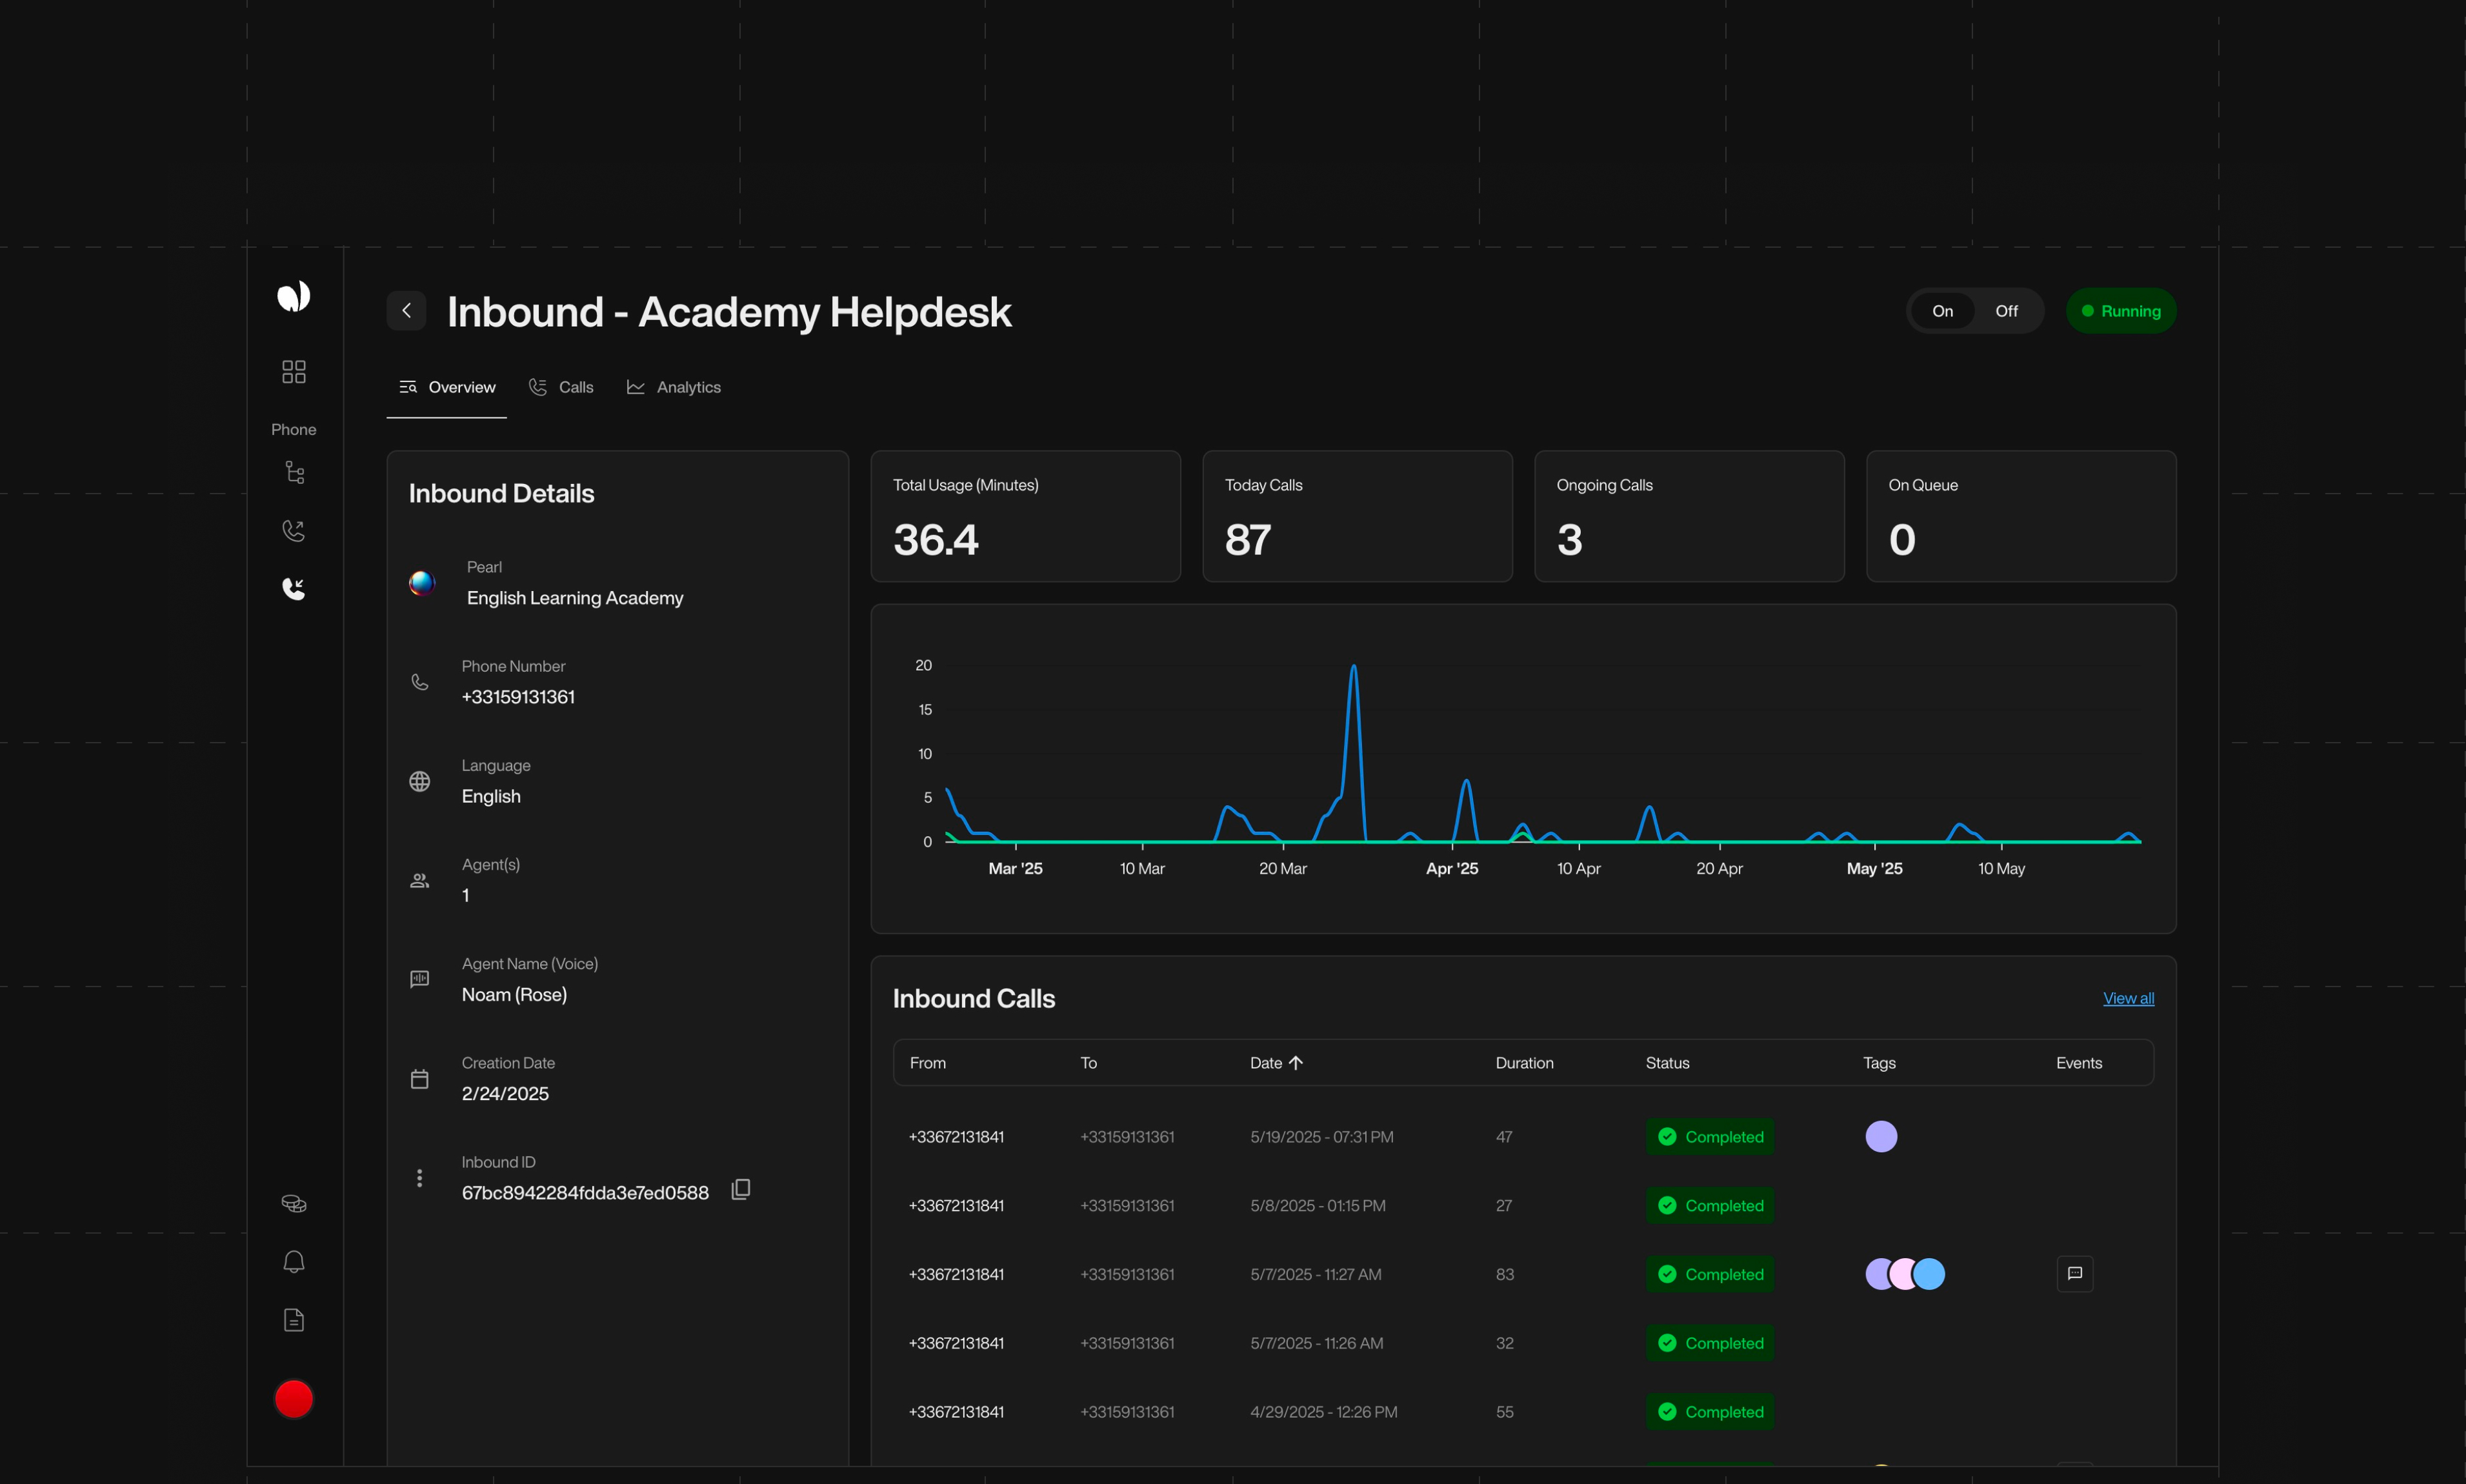 Inbound - Academy Helpdesk
On
Off
Running
Overview
Calls
Analytics
Phone
Inbound Details
Pearl
English Learning Academy
Phone Number
+33159131361
Language
English
Agent(s)
1
Agent Name (Voice)
Noam (Rose)
Creation Date
2/24/2025
Inbound ID
67bc8942284fdda3e7ed0588
Total Usage (Minutes)
36.4
Today Calls
87
Ongoing Calls
3
On Queue
0
20
15
10
5
0
Mar '25 10 Mar 20 Mar Apr '25 10 Apr 20 Apr May '25 10 May
Inbound Calls
View all
From To Date Duration Status Tags Events
+33672131841 +33159131361 5/19/2025 - 07:31 PM 47 Completed
+33672131841 +33159131361 5/8/2025 - 01:15 PM 27 Completed
+33672131841 +33159131361 5/7/2025 - 11:27 AM 83 Completed
+33672131841 +33159131361 5/7/2025 - 11:26 AM 32 Completed
+33672131841 +33159131361 4/29/2025 - 12:26 PM 55 Completed